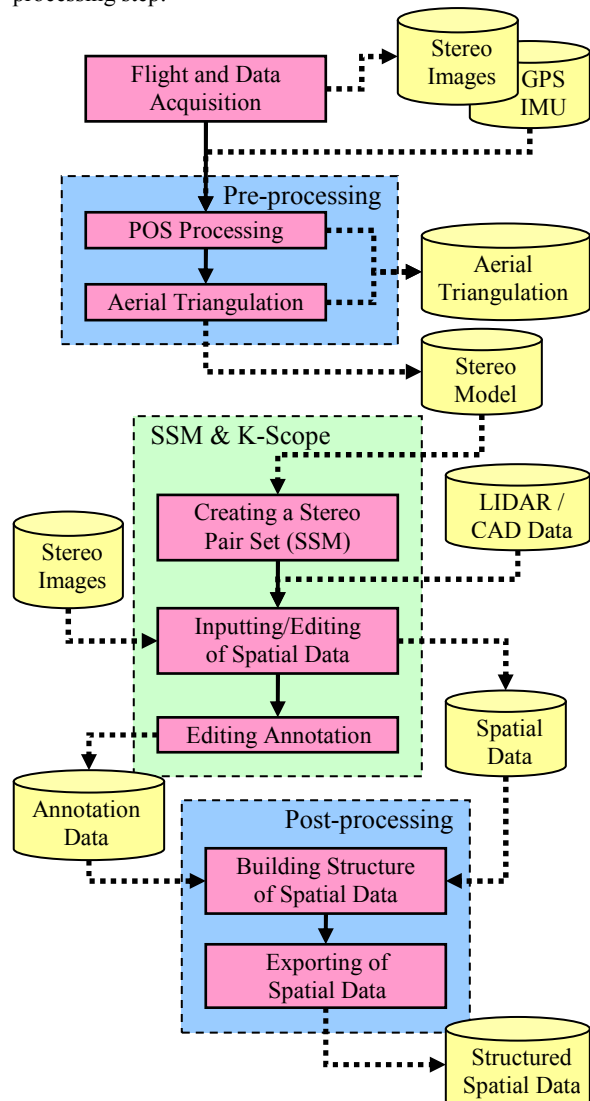 processing step.
Flight and Data
Acquisition
Stereo
Images
GPS
IMU
Pre-processing
POS Processing
Aerial Triangulation
Aerial
Triangulation
Stereo
Model
SSM & K-Scope
Creating a Stereo
Pair Set (SSM)
LIDAR /
CAD Data
Stereo
Images
Inputting/Editing
of Spatial Data
Editing Annotation
Spatial
Data
Annotation
Data
Post-processing
Building Structure
of Spatial Data
Exporting of
Spatial Data
Structured
Spatial Data